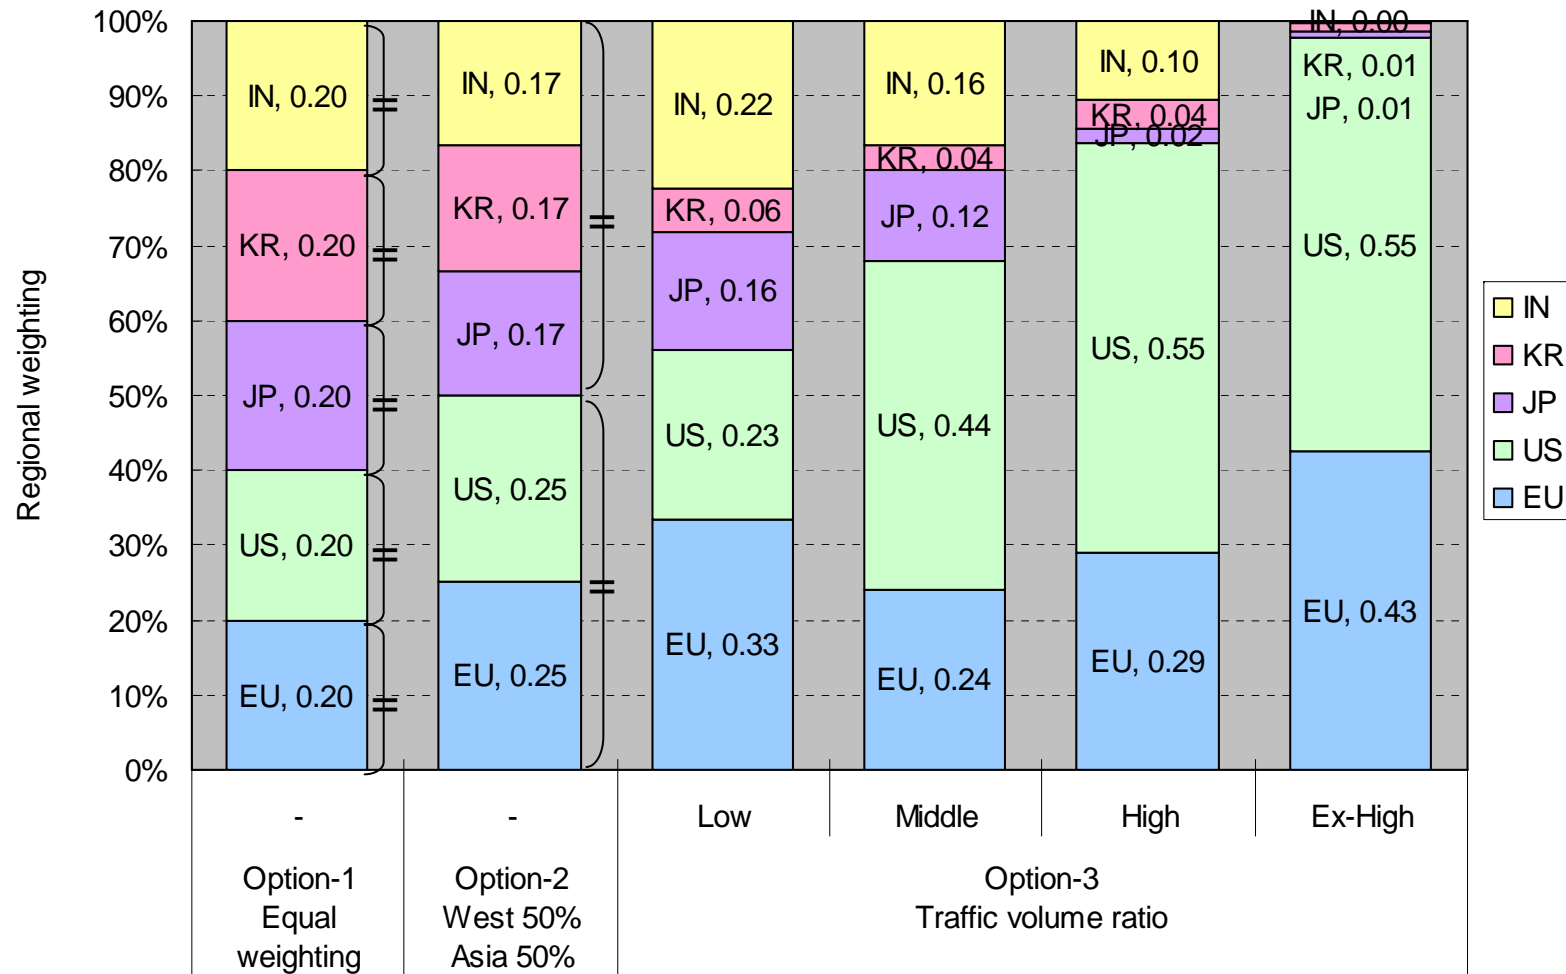 100%
90%
80%
70%
60%
50%
40%
30%
20%
10%
0%
Regional weighting
IN, 0.20
KR, 0.20
JP, 0.20
US, 0.20
EU, 0.20
IN, 0.17
KR, 0.17
JP, 0.17
US, 0.25
EU, 0.25
IN, 0.22
KR, 0.06
JP, 0.16
US, 0.23
EU, 0.33
IN, 0.16
KR, 0.04
JP, 0.12
US, 0.44
EU, 0.24
IN, 0.10
KR, 0.04
JP, 0.02
US, 0.55
EU, 0.29
IN, 0.00
KR, 0.01
JP, 0.01
US, 0.55
EU, 0.43
IN
KR
JP
US
EU
-
-
Low
Middle
High
Ex-High
Option-1
Equal
weighting
Option-2
West 50%
Asia 50%
Option-3
Traffic volume ratio